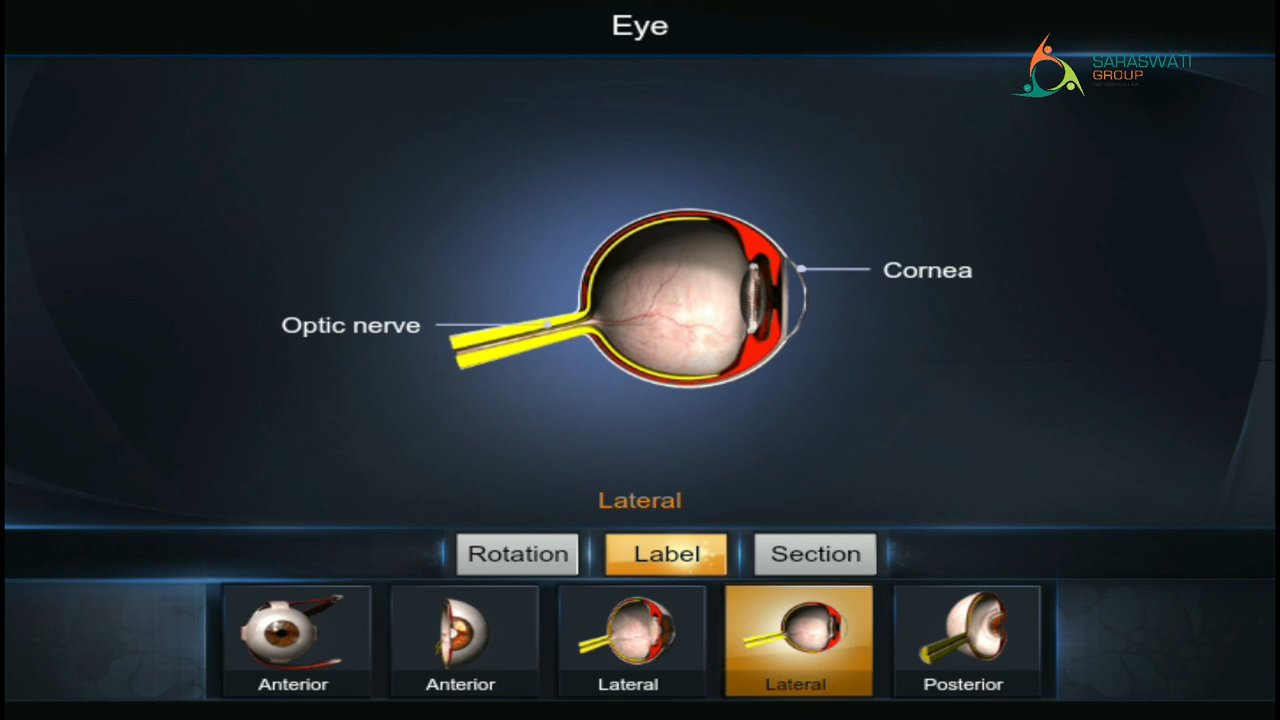 Eye
SARASWATI
GROUP
Cornea
Optic nerve
Lateral
Rotation
Label
Section
Anterior
Anterior
Lateral
Lateral
Posterior